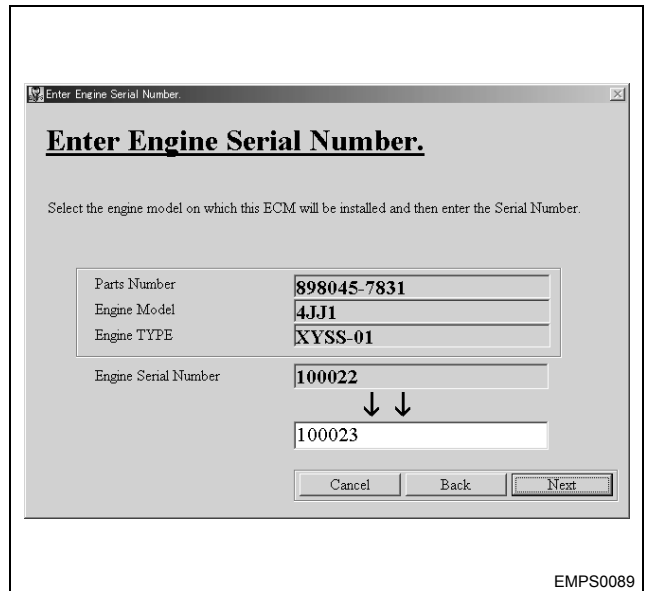 Enter Engine Serial Number.
Enter Engine Serial Number.
Select the engine model on which this ECM will be installed and then enter the Serial Number.
Parts Number 898045-7831
Engine Model 4JJ1
Engine TYPE XYSS-01
Engine Serial Number 100022
↓ ↓
100023
Cancel Back Next
EMPS0089